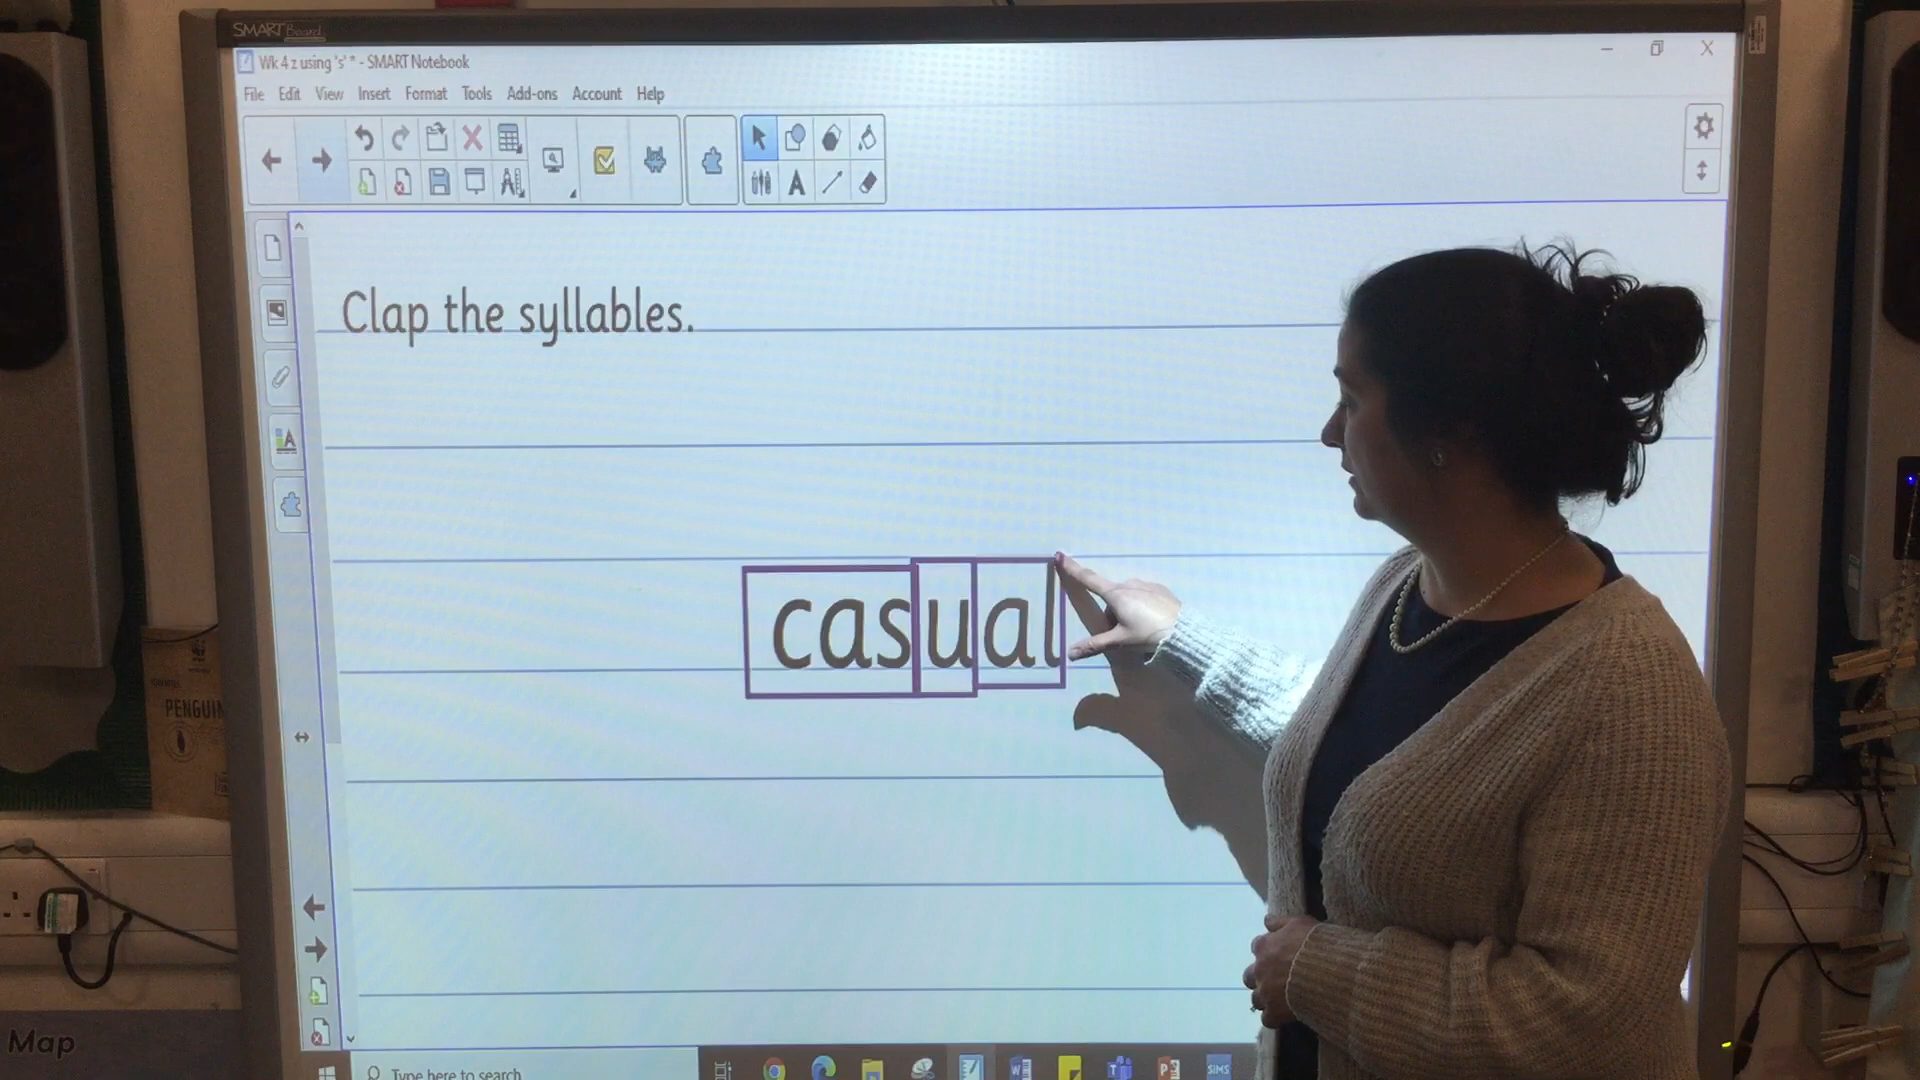 SMART Board
Wk 4 z using 's' * - SMART Notebook
File Edit View Insert Format Tools Add-ons Account Help
Clap the syllables.
casual
PENGUIN
Map
Type here to search
SiMS